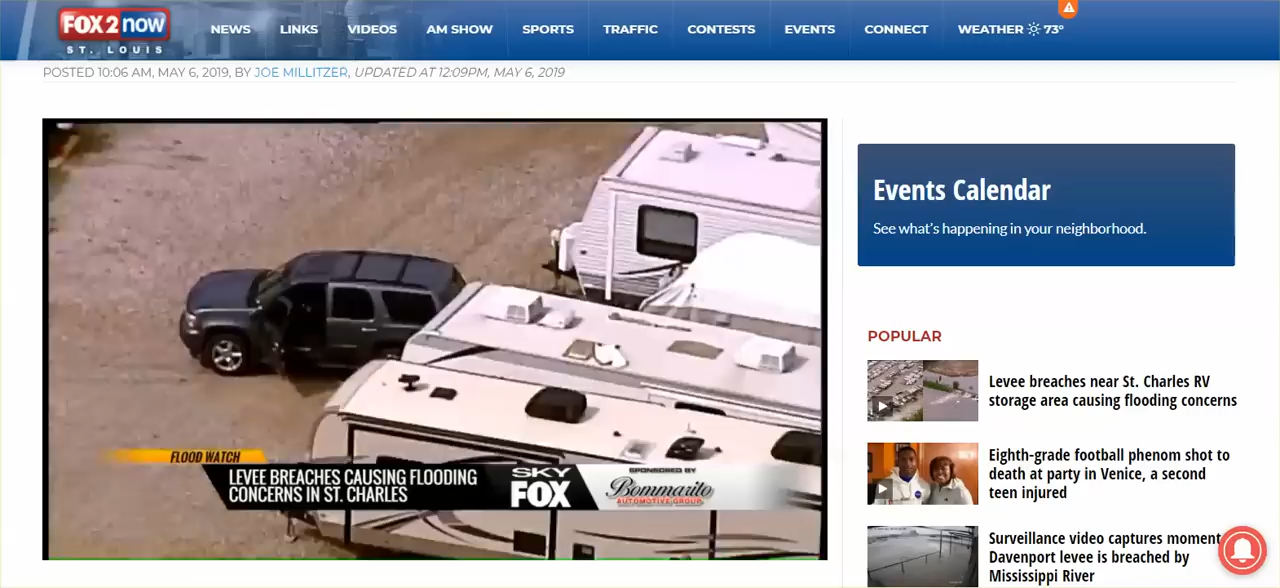 FOX 2 now
ST. LOUIS
NEWS LINKS VIDEOS AM SHOW SPORTS TRAFFIC CONTESTS EVENTS CONNECT WEATHER 73°
POSTED 10:06 AM, MAY 6, 2019, BY JOE MILLITZER, UPDATED AT 12:09PM, MAY 6, 2019
FLOOD WATCH
LEVEE BREACHES CAUSING FLOODING
CONCERNS IN ST. CHARLES
SKY
FOX
SPONSORED BY
Bommarito
AUTOMOTIVE GROUP
Events Calendar
See what's happening in your neighborhood.
POPULAR
Levee breaches near St. Charles RV
storage area causing flooding concerns
Eighth-grade football phenom shot to
death at party in Venice, a second
teen injured
Surveillance video captures moment
Davenport levee is breached by
Mississippi River